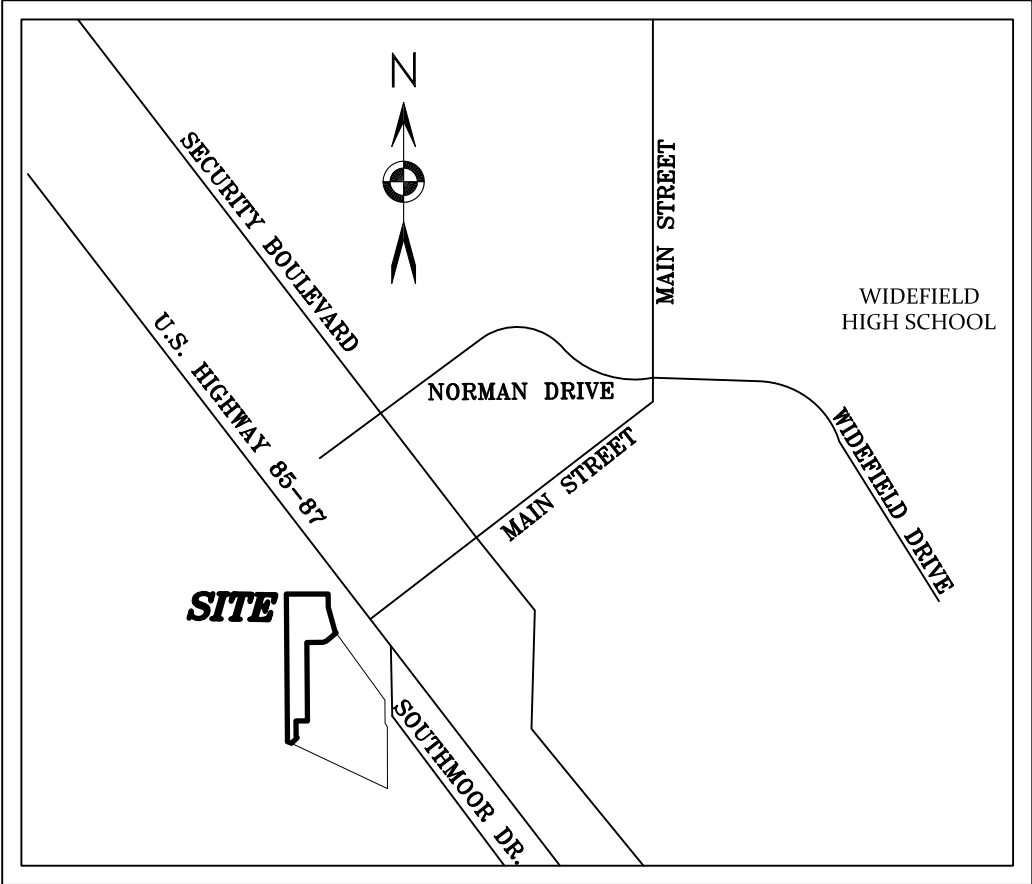 N
SECURITY BOULEVARD
MAIN STREET
WIDEFIELD
HIGH SCHOOL
U.S. HIGHWAY 85-87
NORMAN DRIVE
MAIN STREET
WIDEFIELD DRIVE
SITE
SOUTHMOOR DR.